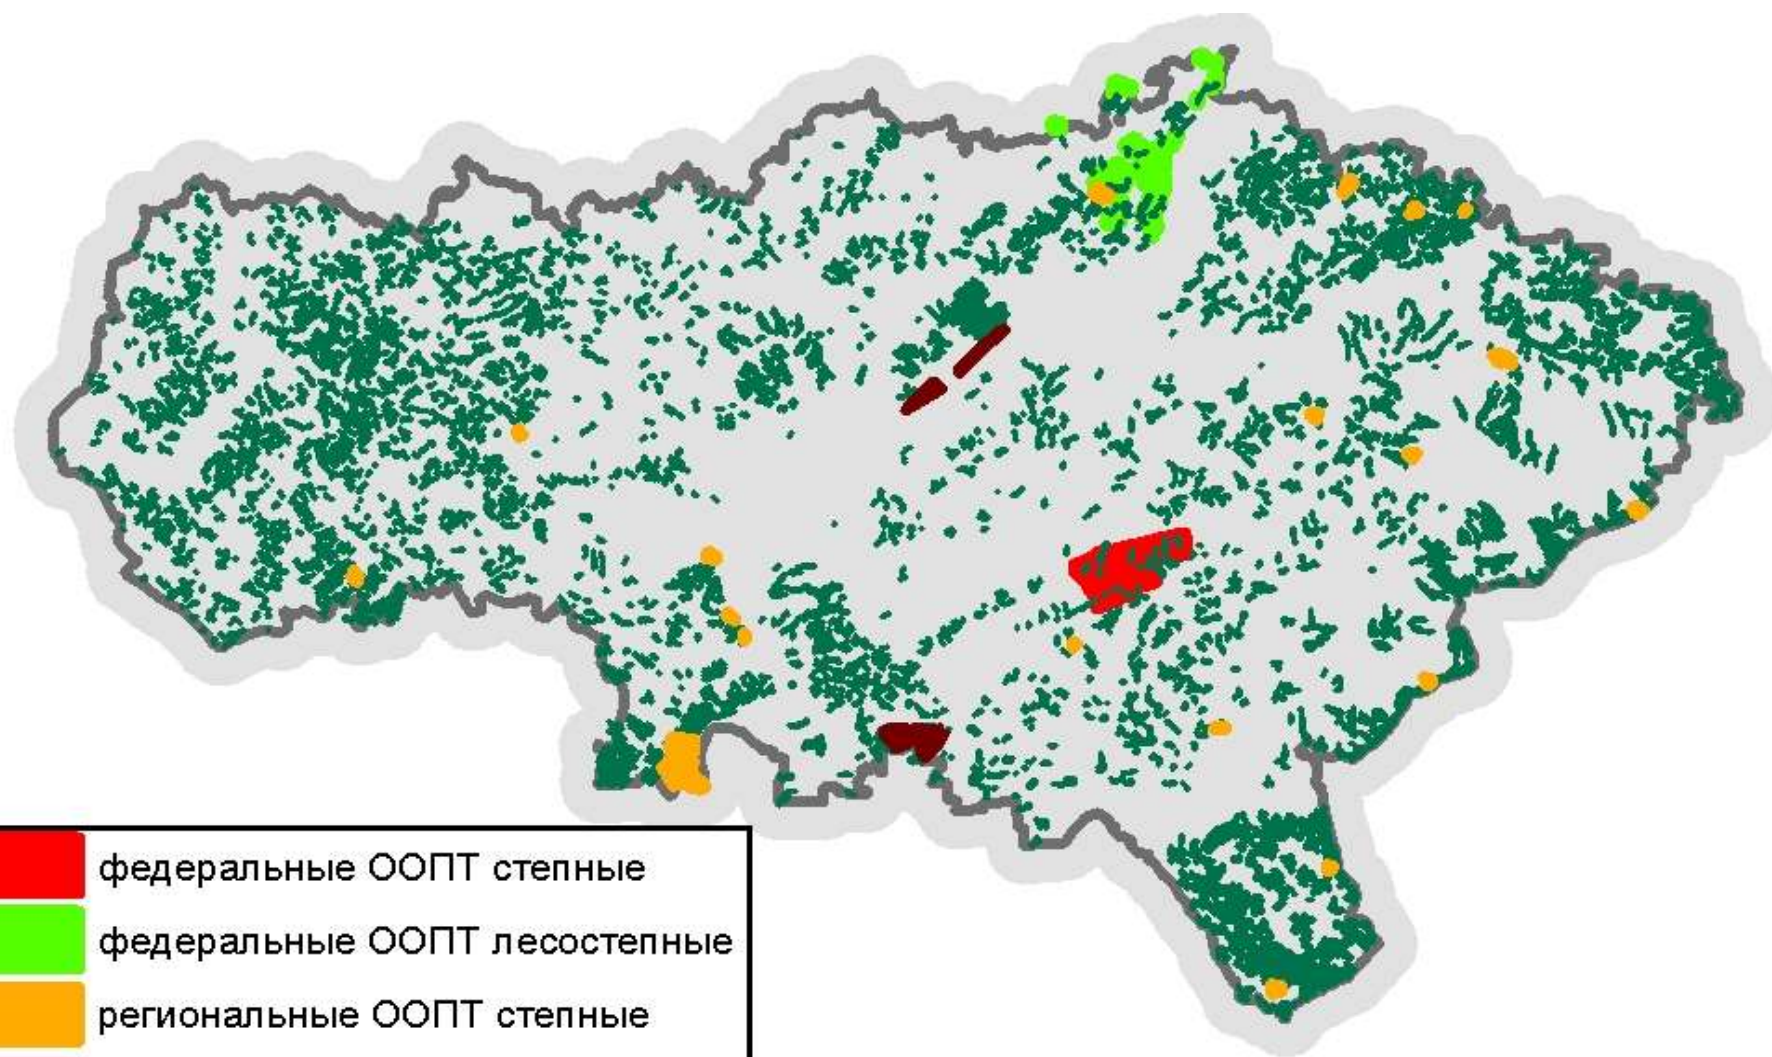 федеральные ООПТ степные
федеральные ООПТ лесостепные
региональные ООПТ степные